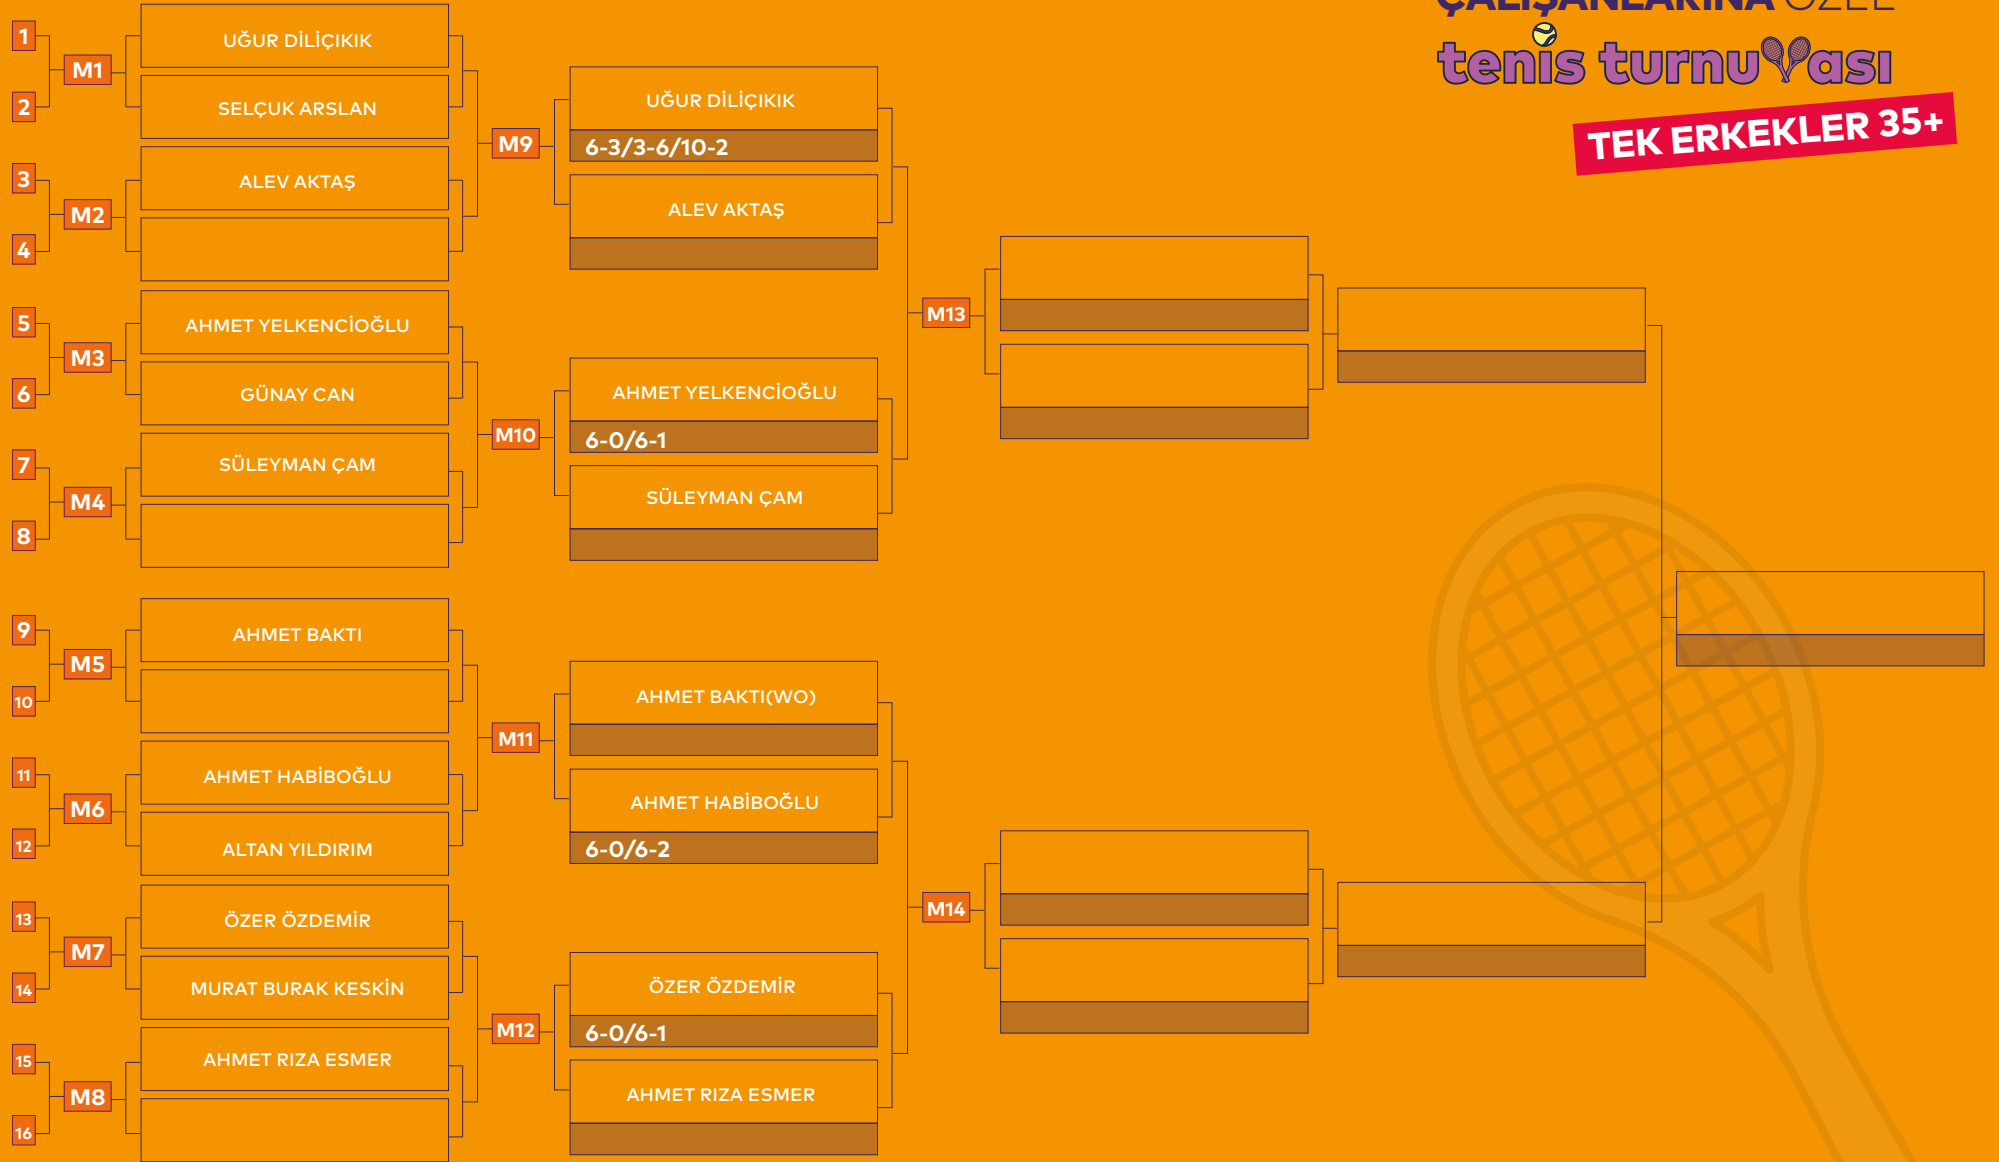 ÇALIŞANLARINA ÖZEL
tenis turnuvası
TEK ERKEKLER 35+
1
M1
2
UĞUR DİLİÇIKIK
SELÇUK ARSLAN
3
M2
4
ALEV AKTAŞ
M9
UĞUR DİLİÇIKIK
6-3/3-6/10-2
ALEV AKTAŞ
5
M3
6
AHMET YELKENCİOĞLU
GÜNAY CAN
7
M4
8
SÜLEYMAN ÇAM
M10
AHMET YELKENCİOĞLU
6-0/6-1
SÜLEYMAN ÇAM
M13
9
M5
10
AHMET BAKTI
11
M6
12
AHMET HABİBOĞLU
ALTAN YILDIRIM
M11
AHMET BAKTI(WO)
AHMET HABİBOĞLU
6-0/6-2
13
M7
14
ÖZER ÖZDEMİR
MURAT BURAK KESKİN
15
M8
16
AHMET RIZA ESMER
M12
ÖZER ÖZDEMİR
6-0/6-1
AHMET RIZA ESMER
M14